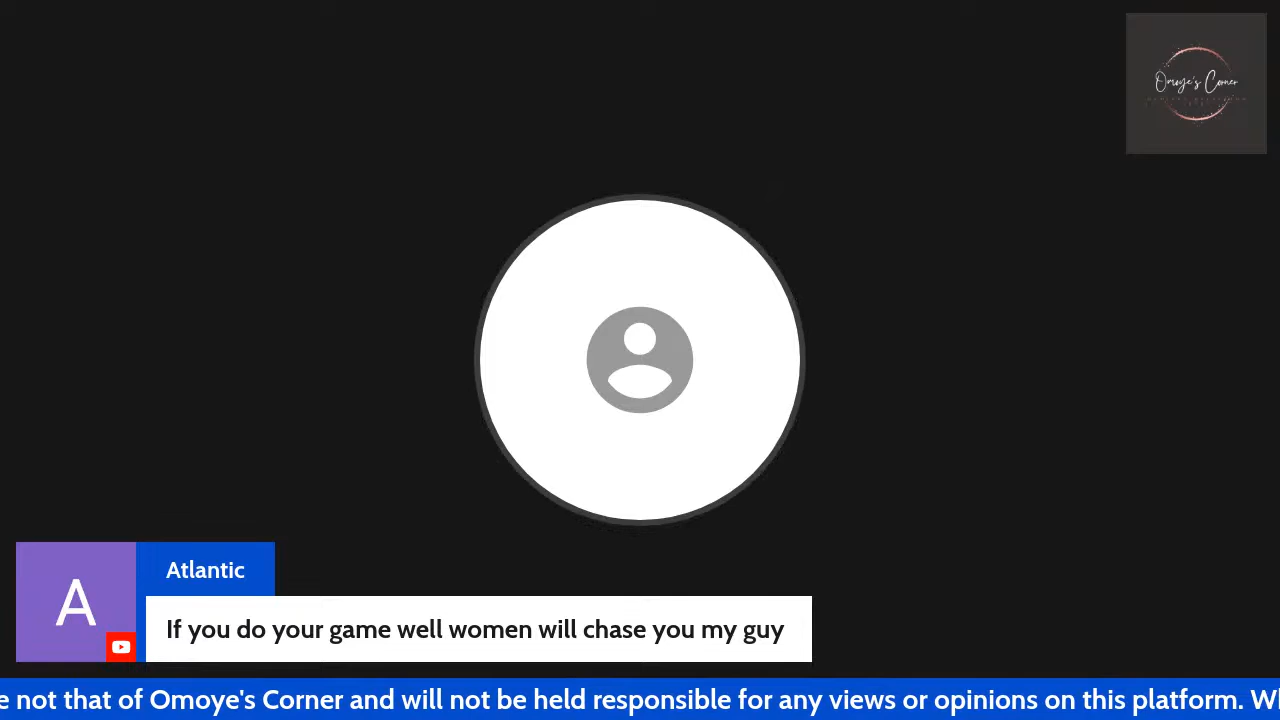 Omoye's Corner
A
Atlantic
If you do your game well women will chase you my guy
not that of Omoye's Corner and will not be held responsible for any views or opinions on this platform.